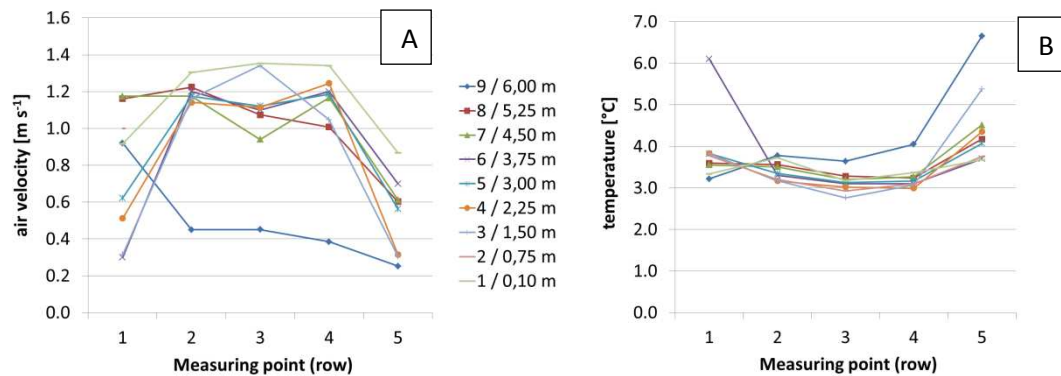 A
air velocity [m s⁻¹]
1.6
1.4
1.2
1.0
0.8
0.6
0.4
0.2
0.0
1 2 3 4 5
Measuring point (row)
9 / 6,00 m
8 / 5,25 m
7 / 4,50 m
6 / 3,75 m
5 / 3,00 m
4 / 2,25 m
3 / 1,50 m
2 / 0,75 m
1 / 0,10 m
B
temperature [°C]
7.0
6.0
5.0
4.0
3.0
2.0
1.0
0.0
1 2 3 4 5
Measuring point (row)